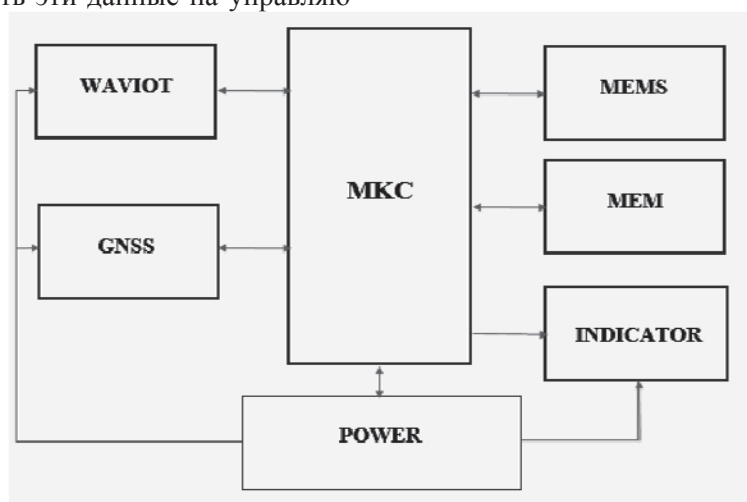 ть эти данные на управляю
WAVIOT
MKC
MEMS
MEM
GNSS
INDICATOR
POWER